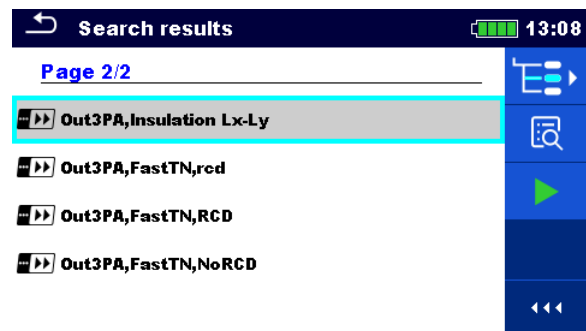 Search results
13:08
Page 2/2
Out3PA,Insulation Lx-Ly
Out3PA,FastTN,rcd
Out3PA,FastTN,RCD
Out3PA,FastTN,NoRCD